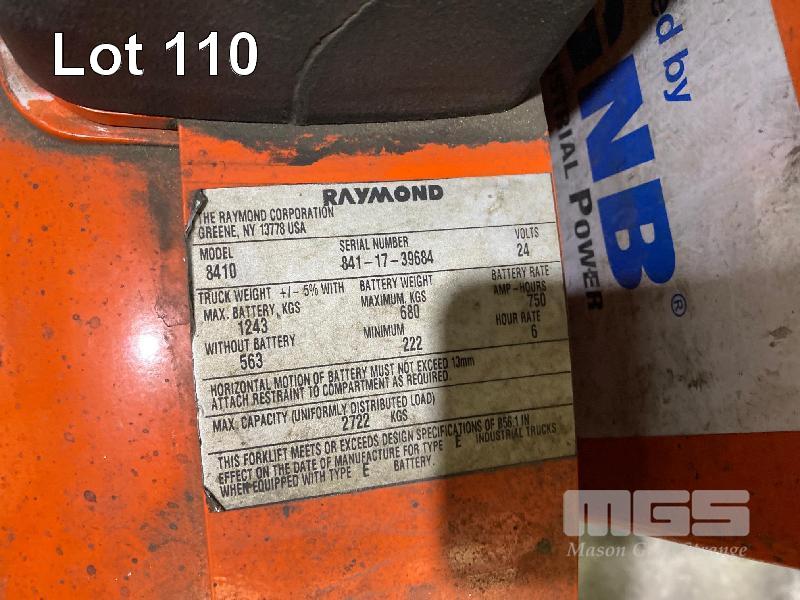 Lot 110
RAYMOND
THE RAYMOND CORPORATION
GREENE, NY 13778 USA
MODEL SERIAL NUMBER VOLTS
8410 841-17-39684 24
TRUCK WEIGHT +/- 5% WITH BATTERY WEIGHT BATTERY RATE
MAX. BATTERY, KGS MAXIMUM, KGS AMP-HOURS
1243 680 750
WITHOUT BATTERY MINIMUM HOUR RATE
563 222 6
HORIZONTAL MOTION OF BATTERY MUST NOT EXCEED 13mm
ATTACH RESTRAINT TO COMPARTMENT AS REQUIRED.
MAX. CAPACITY (UNIFORMLY DISTRIBUTED LOAD)
2722 KGS
THIS FORKLIFT MEETS OR EXCEEDS DESIGN SPECIFICATIONS OF B56.1 IN
EFFECT ON THE DATE OF MANUFACTURE FOR TYPE E INDUSTRIAL TRUCKS
WHEN EQUIPPED WITH TYPE E BATTERY.
ed by
GNB®
STRIAL POWER
MGS